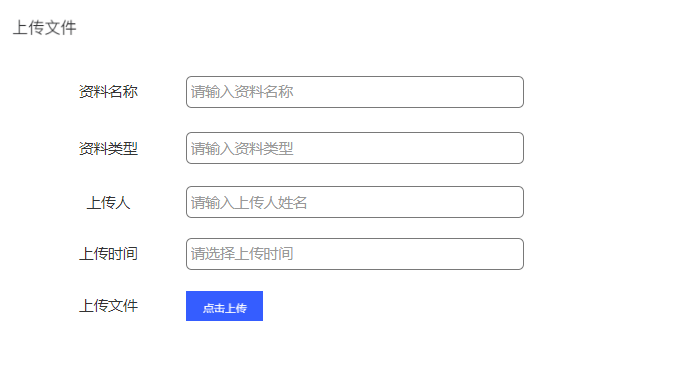 上传文件
资料名称 请输入资料名称
资料类型 请输入资料类型
上传人 请输入上传人姓名
上传时间 请选择上传时间
上传文件 点击上传